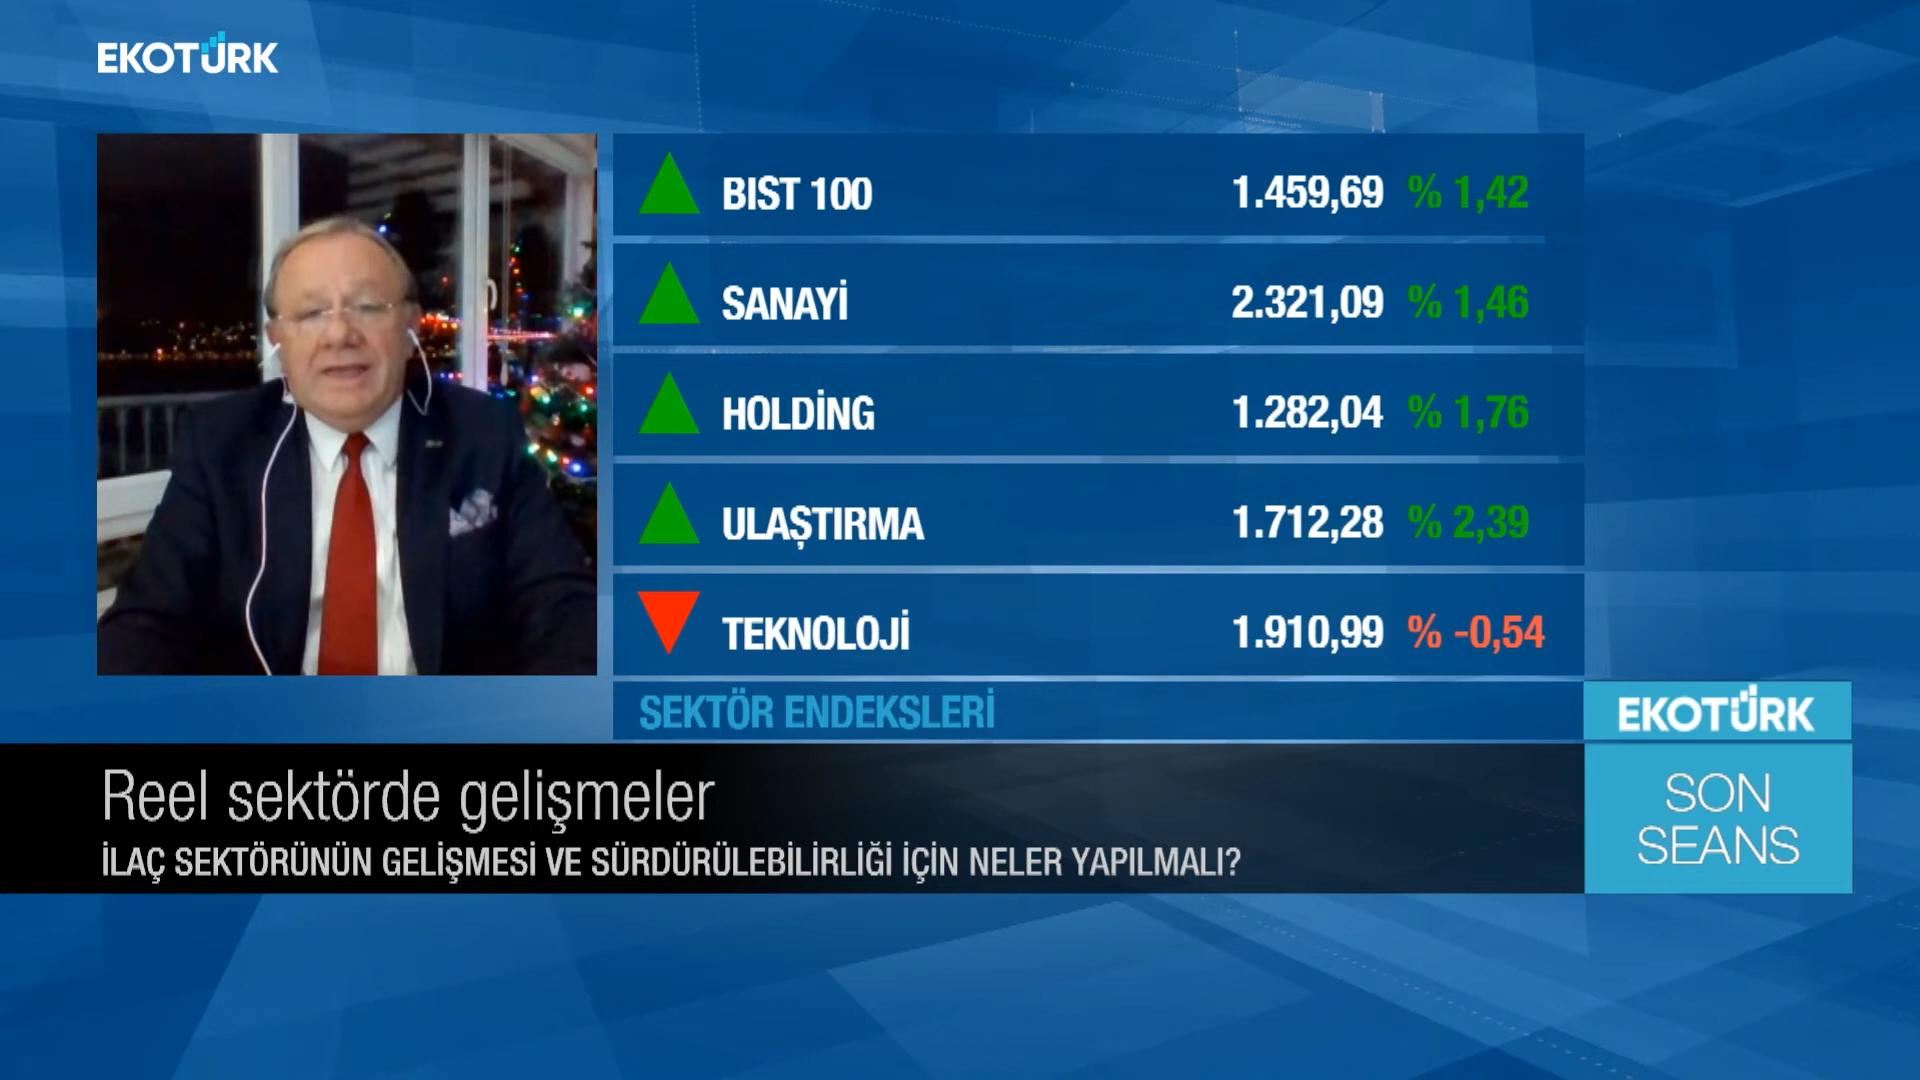 EKOTÜRK
BIST 100 1.459,69 % 1,42
SANAYİ 2.321,09 % 1,46
HOLDİNG 1.282,04 % 1,76
ULAŞTIRMA 1.712,28 % 2,39
TEKNOLOJİ 1.910,99 % -0,54
SEKTÖR ENDEKSLERİ
EKOTÜRK
Reel sektörde gelişmeler
İLAÇ SEKTÖRÜNÜN GELİŞMESİ VE SÜRDÜRÜLEBİLİRLİĞİ İÇİN NELER YAPILMALI?
SON
SEANS